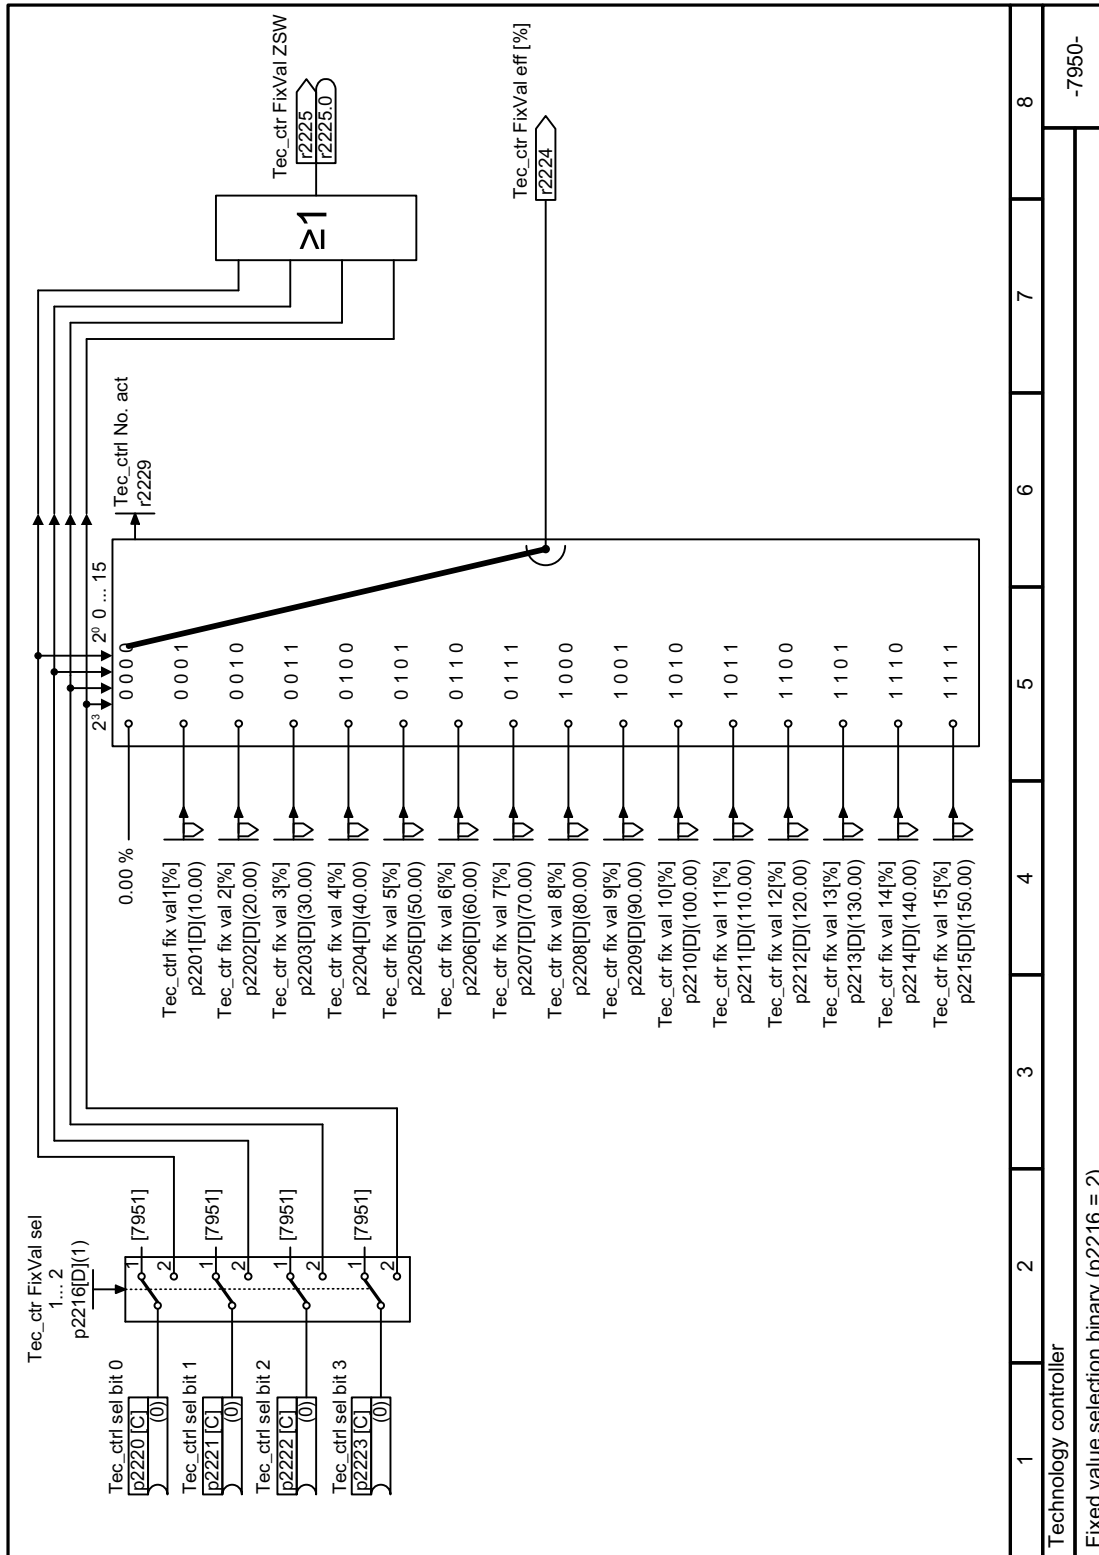 Tec_ctr FixVal sel
1... 2
p2216[D](1)
Tec_ctrl sel bit 0
p2220 [C]
(0)
1
2
[7951]
Tec_ctrl sel bit 1
p2221 [C]
(0)
1
2
[7951]
Tec_ctrl sel bit 2
p2222 [C]
(0)
1
2
[7951]
Tec_ctrl sel bit 3
p2223 [C]
(0)
1
2
[7951]
2³ 2⁰ 0 ... 15
0.00 %
0 0 0 0
Tec_ctrl fix val 1[%]
p2201[D](10.00)
0 0 0 1
Tec_ctr fix val 2[%]
p2202[D](20.00)
0 0 1 0
Tec_ctr fix val 3[%]
p2203[D](30.00)
0 0 1 1
Tec_ctr fix val 4[%]
p2204[D](40.00)
0 1 0 0
Tec_ctr fix val 5[%]
p2205[D](50.00)
0 1 0 1
Tec_ctr fix val 6[%]
p2206[D](60.00)
0 1 1 0
Tec_ctr fix val 7[%]
p2207[D](70.00)
0 1 1 1
Tec_ctr fix val 8[%]
p2208[D](80.00)
1 0 0 0
Tec_ctr fix val 9[%]
p2209[D](90.00)
1 0 0 1
Tec_ctr fix val 10[%]
p2210[D](100.00)
1 0 1 0
Tec_ctr fix val 11[%]
p2211[D](110.00)
1 0 1 1
Tec_ctr fix val 12[%]
p2212[D](120.00)
1 1 0 0
Tec_ctr fix val 13[%]
p2213[D](130.00)
1 1 0 1
Tec_ctr fix val 14[%]
p2214[D](140.00)
1 1 1 0
Tec_ctr fix val 15[%]
p2215[D](150.00)
1 1 1 1
Tec_ctrl No. act
r2229
≥1
Tec_ctr FixVal ZSW
r2225
r2225.0
Tec_ctr FixVal eff [%]
r2224
1 2 3 4 5 6 7 8
Technology controller
-7950-
Fixed value selection binary (p2216 = 2)